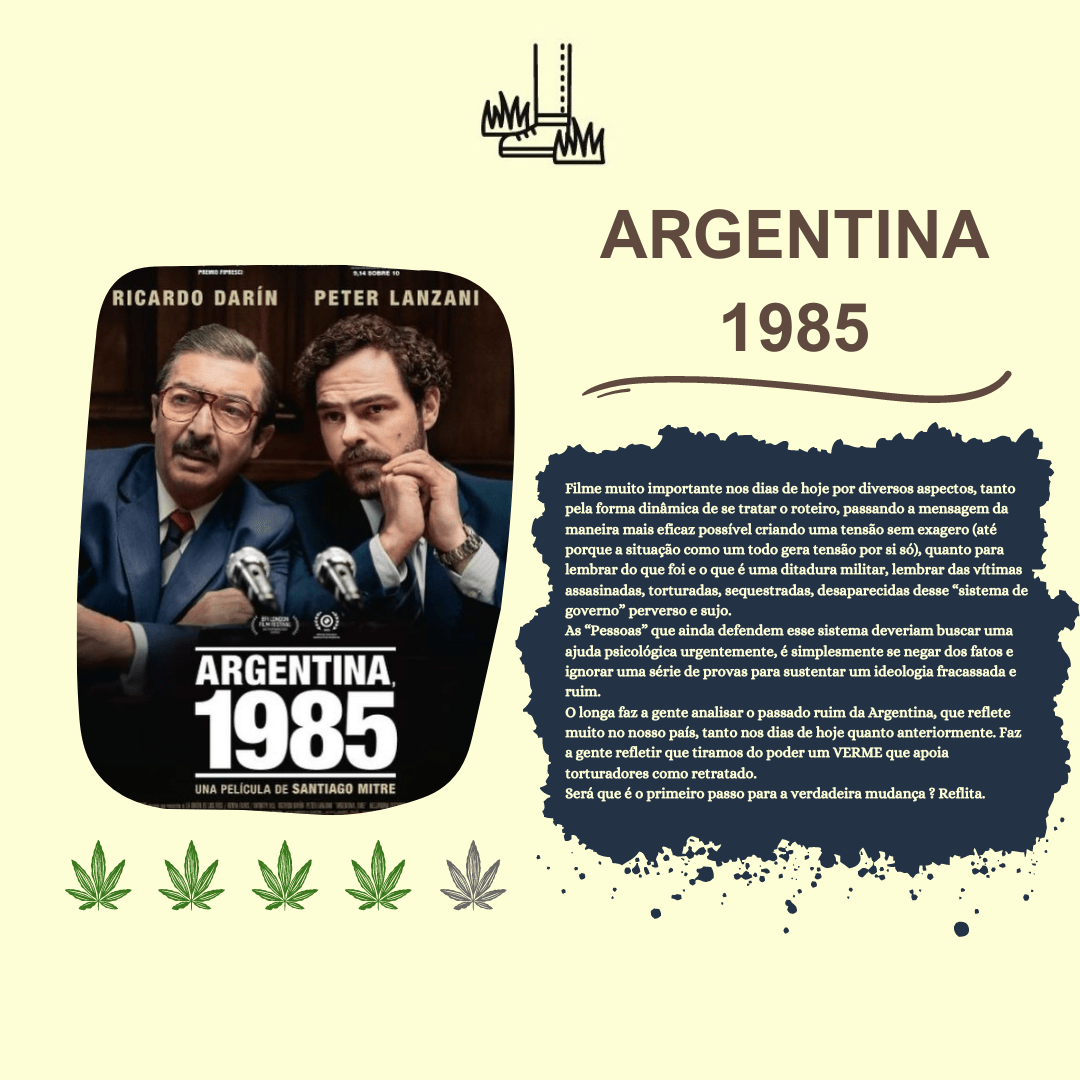 ARGENTINA
1985
PREMIO FIPRESCI
9,14 SOBRE 10
RICARDO DARÍN PETER LANZANI
BFI LONDON
FILM FESTIVAL
ARGENTINA,
1985
UNA PELÍCULA DE SANTIAGO MITRE
Filme muito importante nos dias de hoje por diversos aspectos, tanto
pela forma dinâmica de se tratar o roteiro, passando a mensagem da
maneira mais eficaz possível criando uma tensão sem exagero (até
porque a situação como um todo gera tensão por si só), quanto para
lembrar do que foi e o que é uma ditadura militar, lembrar das vítimas
assasinadas, torturadas, sequestradas, desaparecidas desse “sistema de
governo” perverso e sujo.
As “Pessoas” que ainda defendem esse sistema deveriam buscar uma
ajuda psicológica urgentemente, é simplesmente se negar dos fatos e
ignorar uma série de provas para sustentar um ideologia fracassada e
ruim.
O longa faz a gente analisar o passado ruim da Argentina, que reflete
muito no nosso país, tanto nos dias de hoje quanto anteriormente. Faz
a gente refletir que tiramos do poder um VERME que apoia
torturadores como retratado.
Será que é o primeiro passo para a verdadeira mudança ? Reflita.